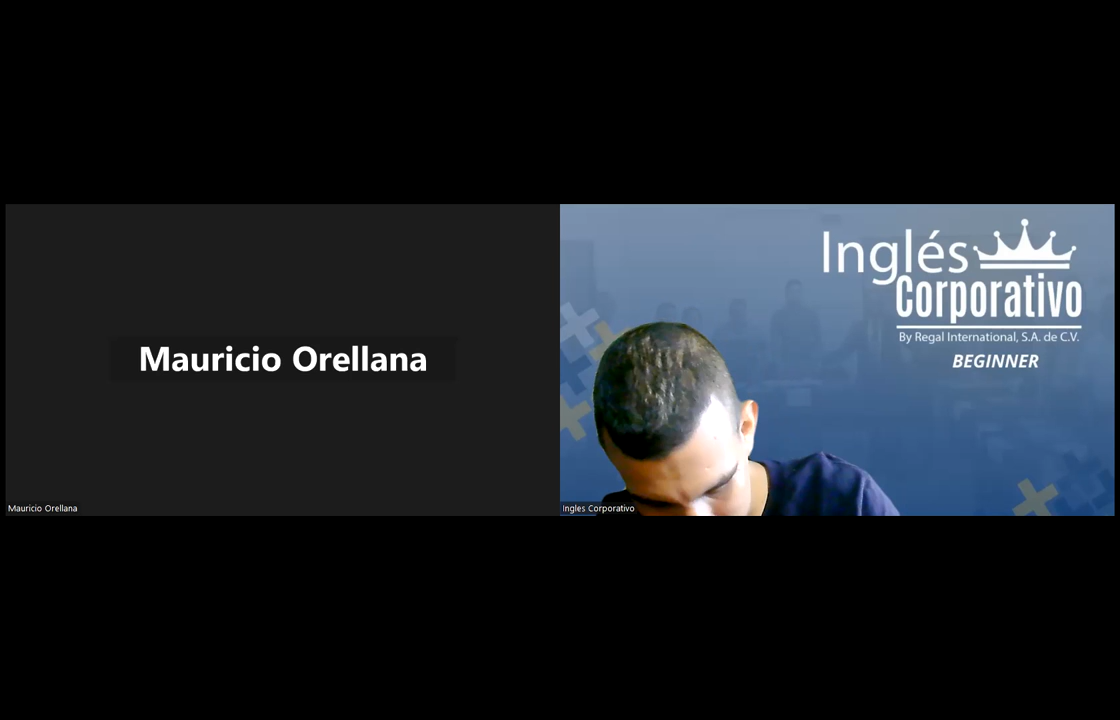 Mauricio Orellana
Mauricio Orellana
Inglés
Corporativo
By Regal International, S.A. de C.V.
BEGINNER
Ingles Corporativo